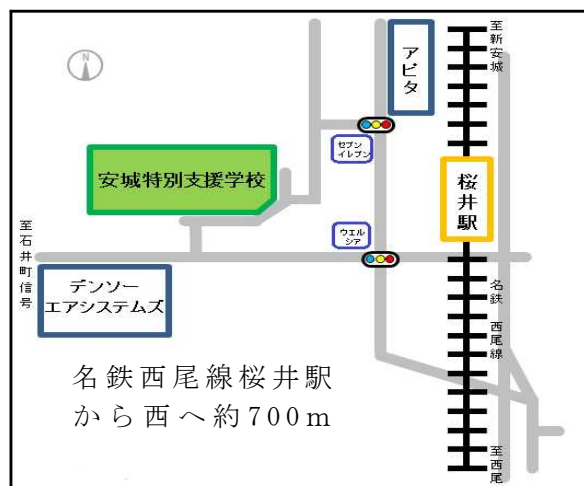 至新安城
アピタ
N
セブン
イレブン
安城特別支援学校
桜井駅
ウエル
シア
至石井町信号
デンソー
エアシステムズ
名鉄 西尾線
名鉄西尾線桜井駅
から西へ約700m
至西尾